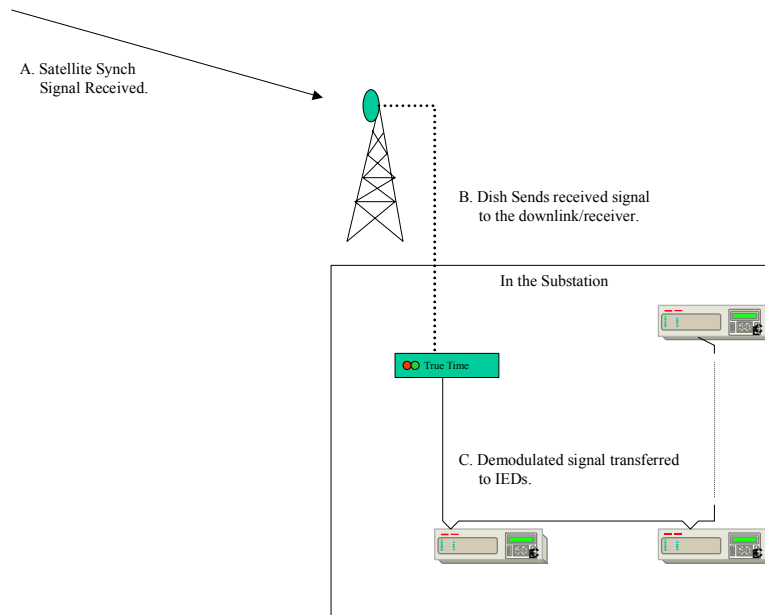 A. Satellite Synch
Signal Received.
B. Dish Sends received signal
to the downlink/receiver.
In the Substation
True Time
C. Demodulated signal transferred
to IEDs.